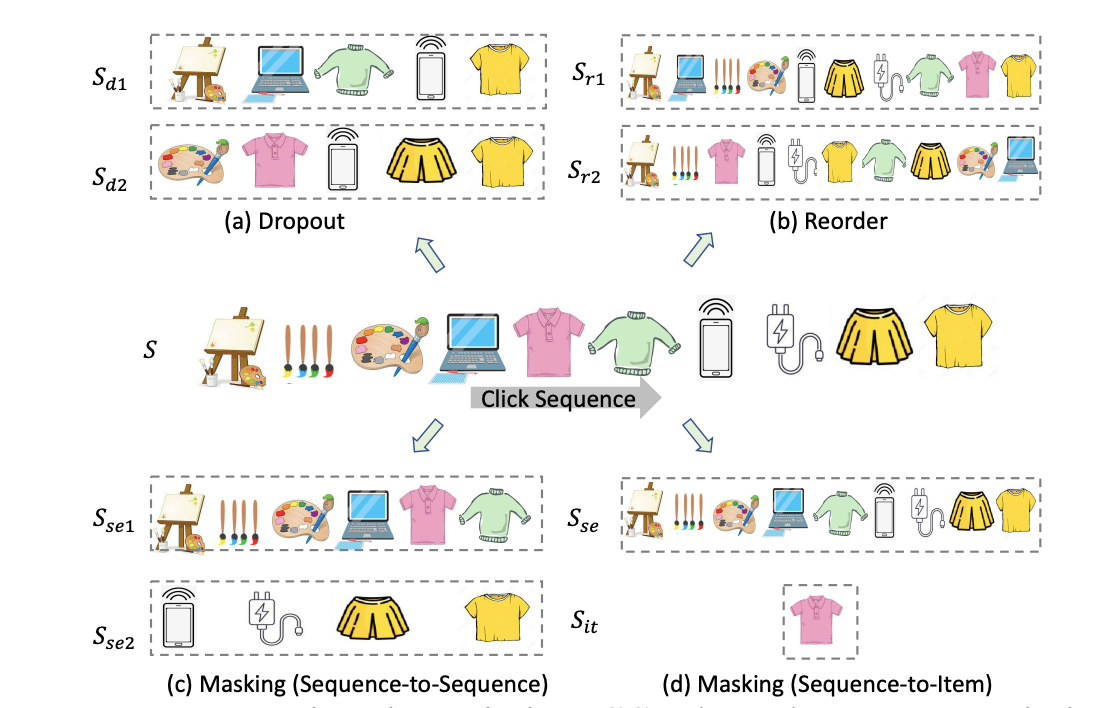 S_{d1}
S_{r1}
S_{d2}
S_{r2}
(a) Dropout
(b) Reorder
S
Click Sequence
S_{se1}
S_{se}
S_{se2}
S_{it}
(c) Masking (Sequence-to-Sequence)
(d) Masking (Sequence-to-Item)